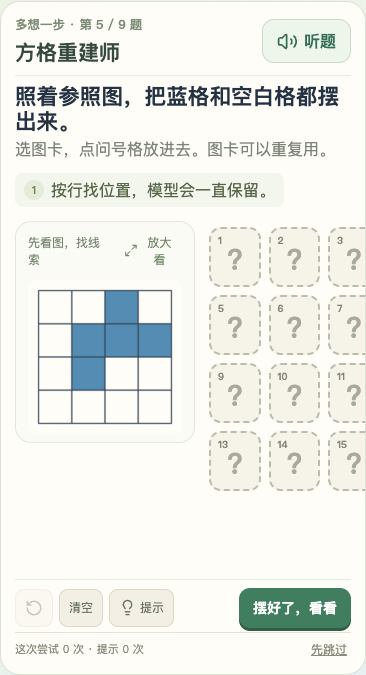 多想一步 · 第 5 / 9 题
方格重建师
听题
照着参照图，把蓝格和空白格都摆
出来。
选图卡，点问号格放进去。图卡可以重复用。
1 按行找位置，模型会一直保留。
先看图，找线
索
放大
看
1 2 3
? ? ?
5 6 7
? ? ?
9 10 11
? ? ?
13 14 15
? ? ?
清空
提示
摆好了，看看
这次尝试 0 次 · 提示 0 次
先跳过